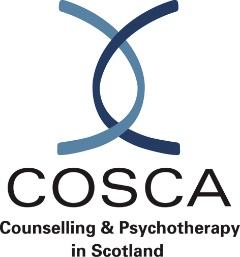 COSCA
Counselling & Psychotherapy
in Scotland